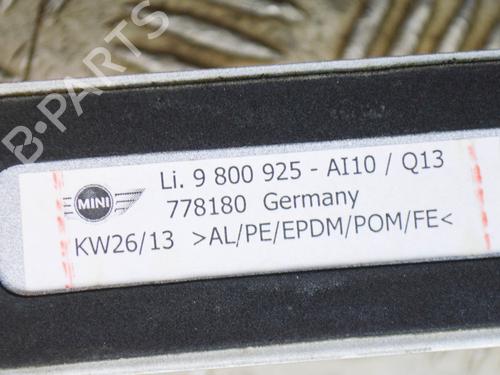 B-PARTS
Li. 9 800 925 - AI10 / Q13
MINI
778180 Germany
KW26/13 >AL/PE/EPDM/POM/FE<